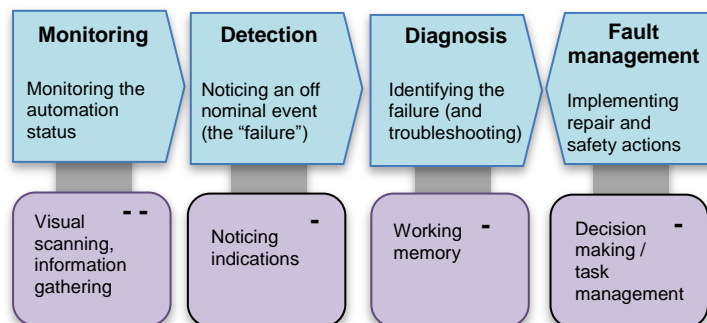 Monitoring
Monitoring the
automation
status
Detection
Noticing an off
nominal event
(the “failure”)
Diagnosis
Identifying the
failure (and
troubleshooting)
Fault
management
Implementing
repair and
safety actions
- -
Visual
scanning,
information
gathering
-
Noticing
indications
-
Working
memory
-
Decision
making /
task
management